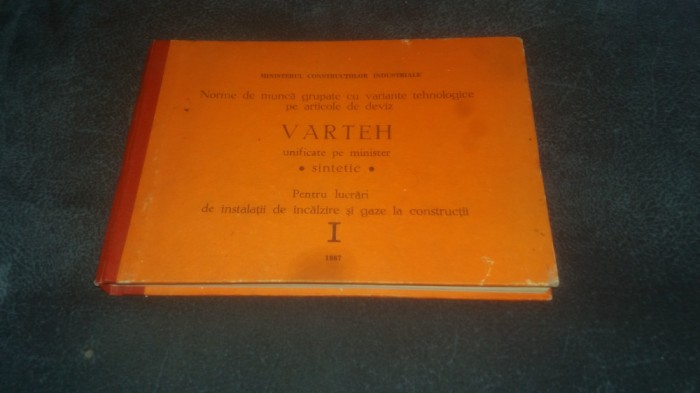 MINISTERUL CONSTRUCȚIILOR INDUSTRIALE
Norme de muncă grupate cu variante tehnologice
pe articole de deviz
VARTEH
unificate pe minister
• sintetic •
Pentru lucrări
de instalații de încălzire și gaze la construcții
I
1987